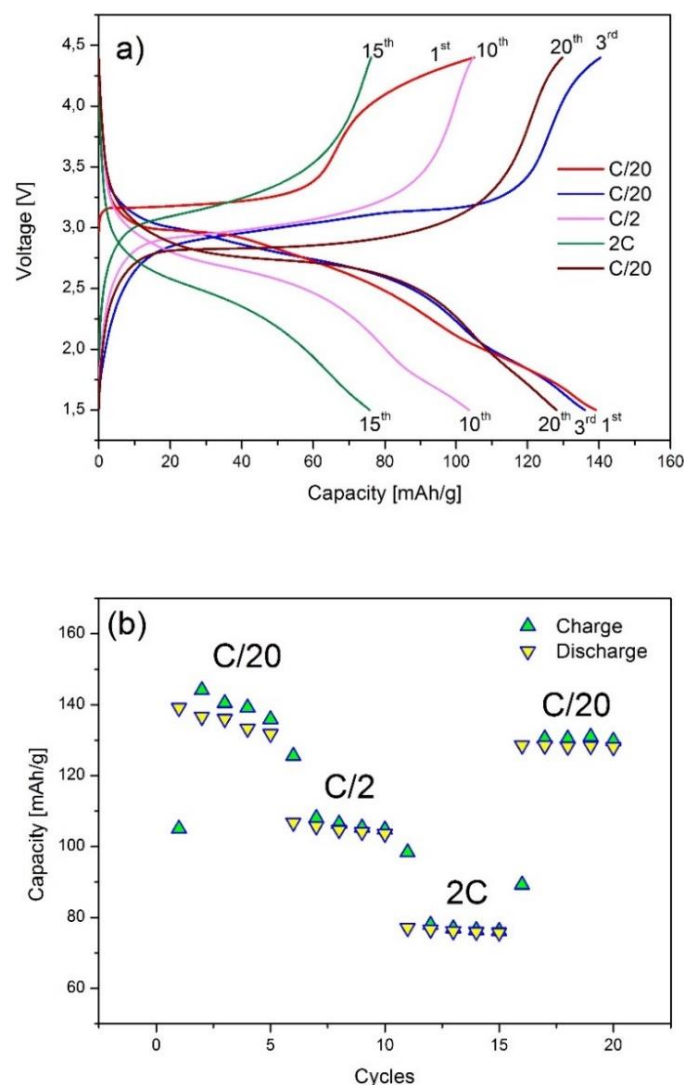 a)
15th 1st 10th 20th 3rd
4,5
4,0
3,5
3,0
2,5
2,0
1,5
Voltage [V]
C/20
C/20
C/2
2C
C/20
15th 10th 20th 3rd 1st
0 20 40 60 80 100 120 140 160
Capacity [mAh/g]
(b)
Charge
Discharge
160
140
120
100
80
60
Capacity [mAh/g]
C/20
C/20
C/2
2C
0 5 10 15 20
Cycles